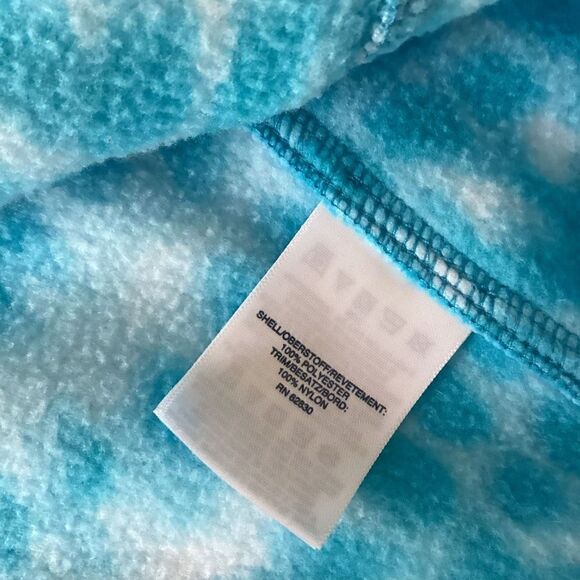 SHELL/OBERSTOFF/REVETEMENT:
100% POLYESTER
TRIM/BESATZ/BORD:
100% NYLON
RN 62830